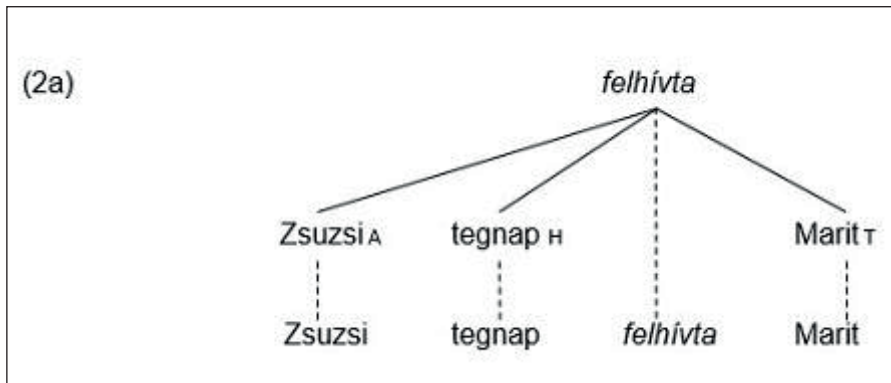 (2a) felhívta
Zsuzsi A tegnap H Marit T
Zsuzsi tegnap felhívta Marit